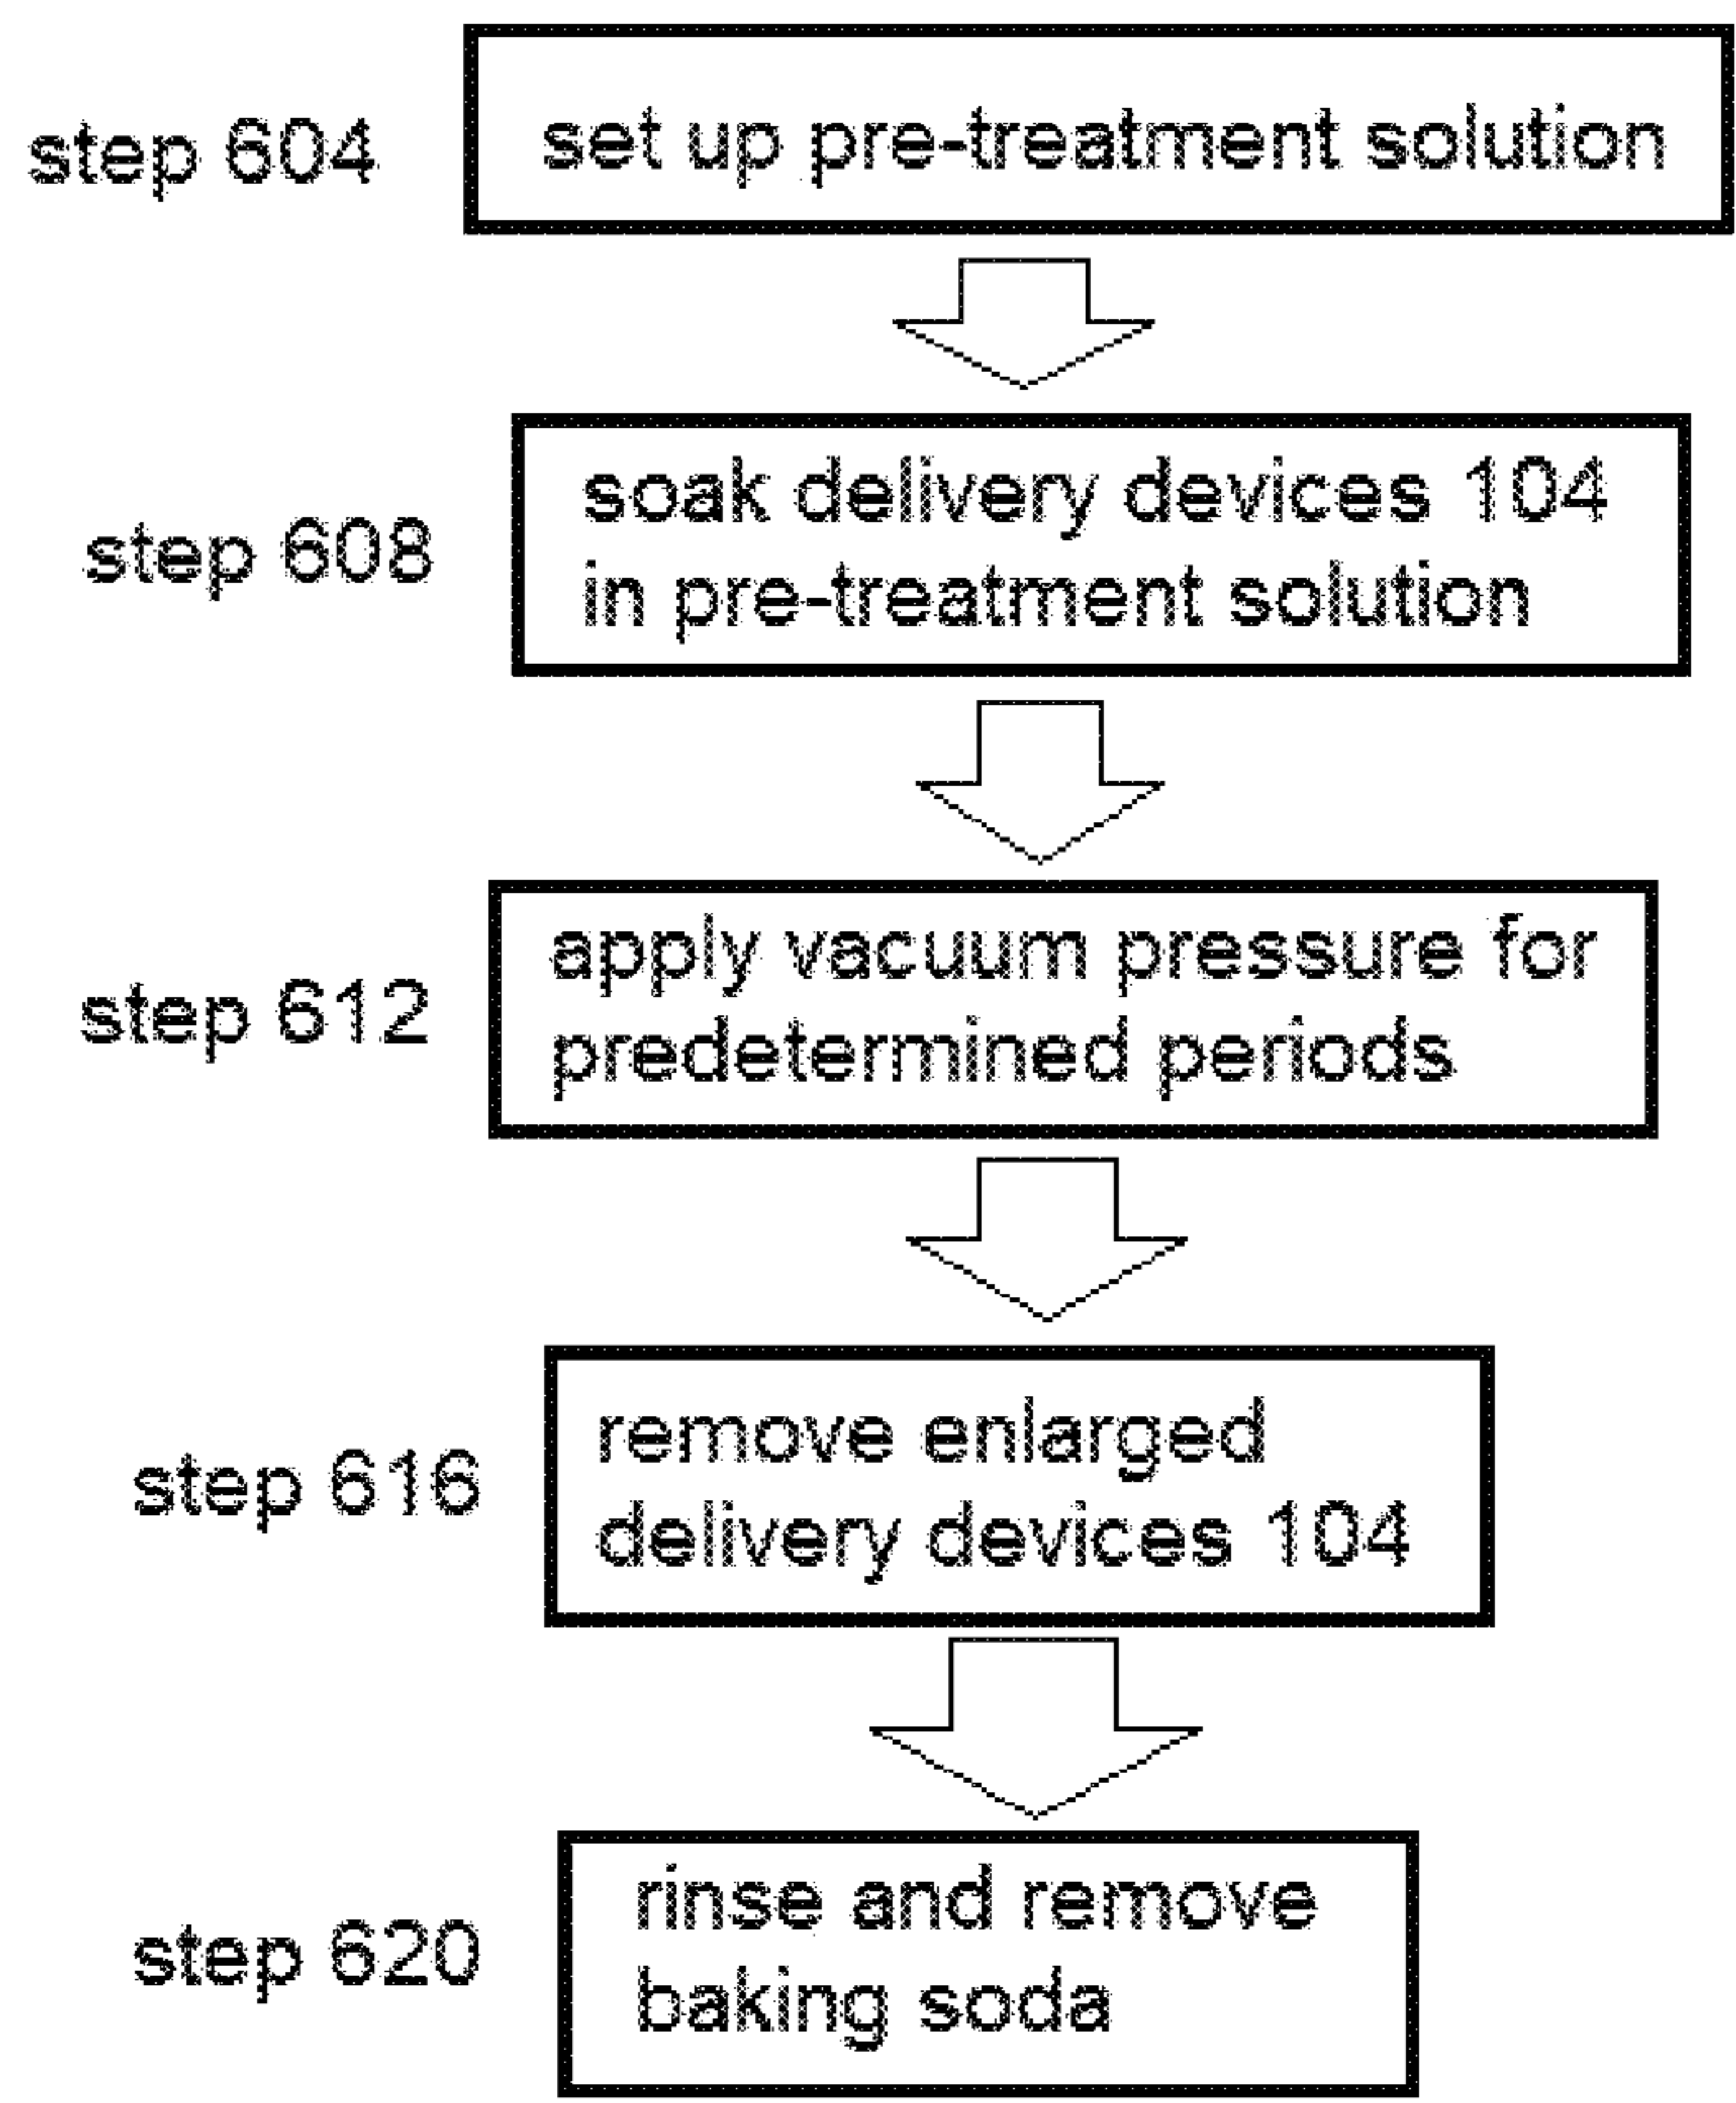 step 604
set up pre-treatment solution
step 608
soak delivery devices 104
in pre-treatment solution
step 612
apply vacuum pressure for
predetermined periods
step 616
remove enlarged
delivery devices 104
step 620
rinse and remove
baking soda